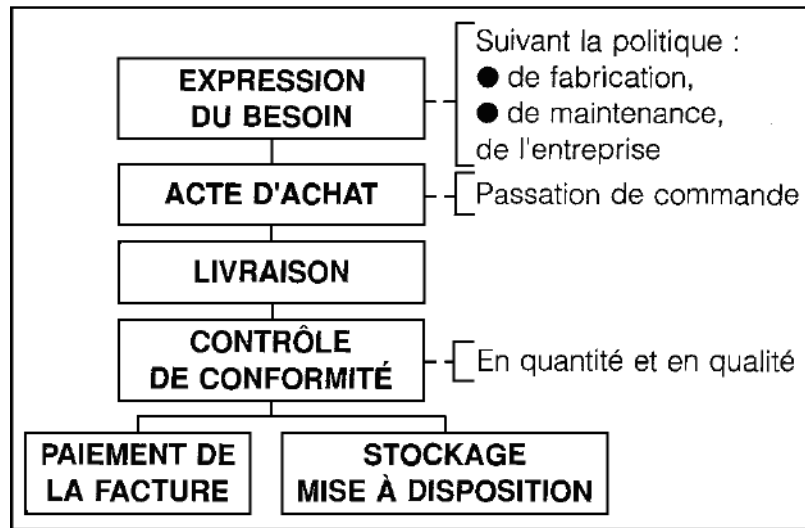 EXPRESSION
DU BESOIN
Suivant la politique :
● de fabrication,
● de maintenance,
de l'entreprise
ACTE D'ACHAT
Passation de commande
LIVRAISON
CONTRÔLE
DE CONFORMITÉ
En quantité et en qualité
PAIEMENT DE
LA FACTURE
STOCKAGE
MISE À DISPOSITION